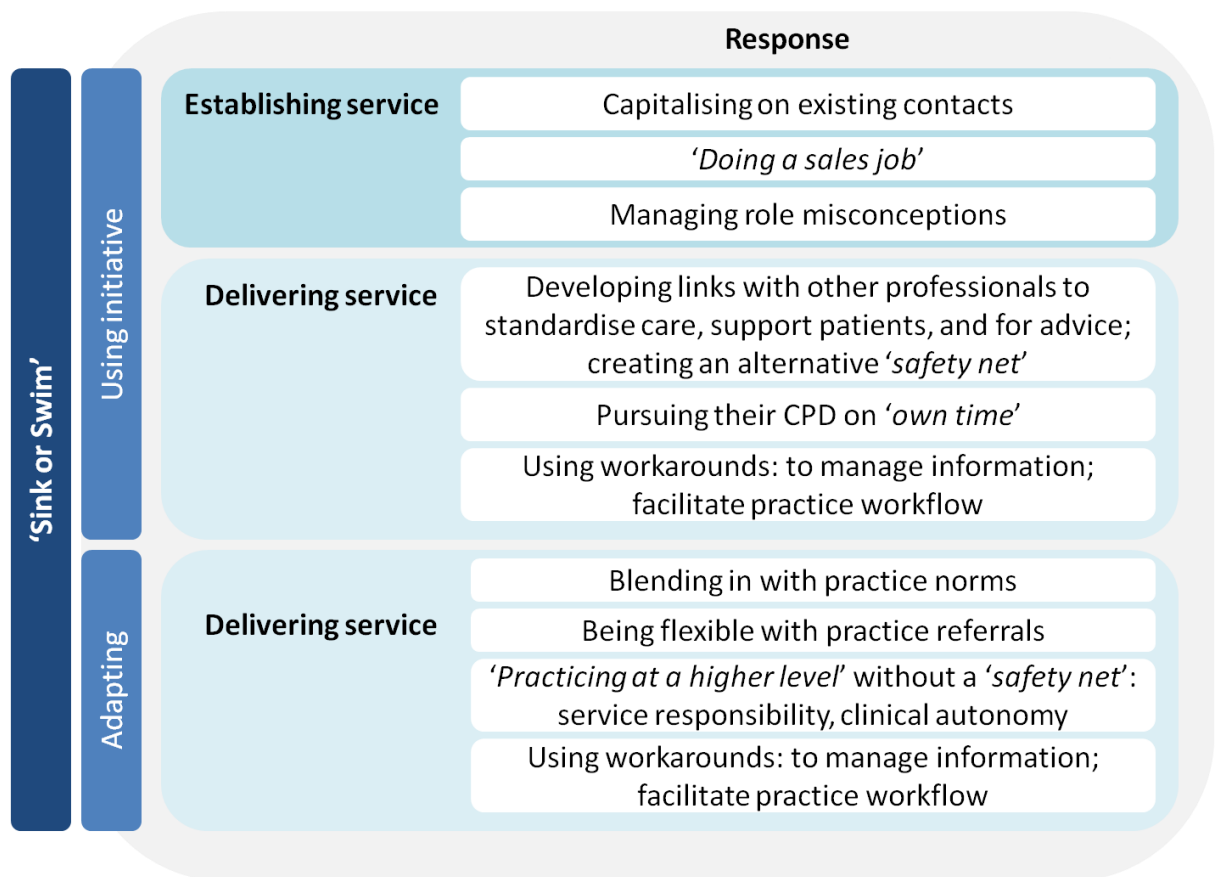 Response
‘Sink or Swim’
Using initiative
Establishing service
Capitalising on existing contacts
‘Doing a sales job’
Managing role misconceptions
Delivering service
Developing links with other professionals to
standardise care, support patients, and for advice;
creating an alternative ‘safety net’
Pursuing their CPD on ‘own time’
Using workarounds: to manage information;
facilitate practice workflow
Adapting
Delivering service
Blending in with practice norms
Being flexible with practice referrals
‘Practicing at a higher level’ without a ‘safety net’:
service responsibility, clinical autonomy
Using workarounds: to manage information;
facilitate practice workflow